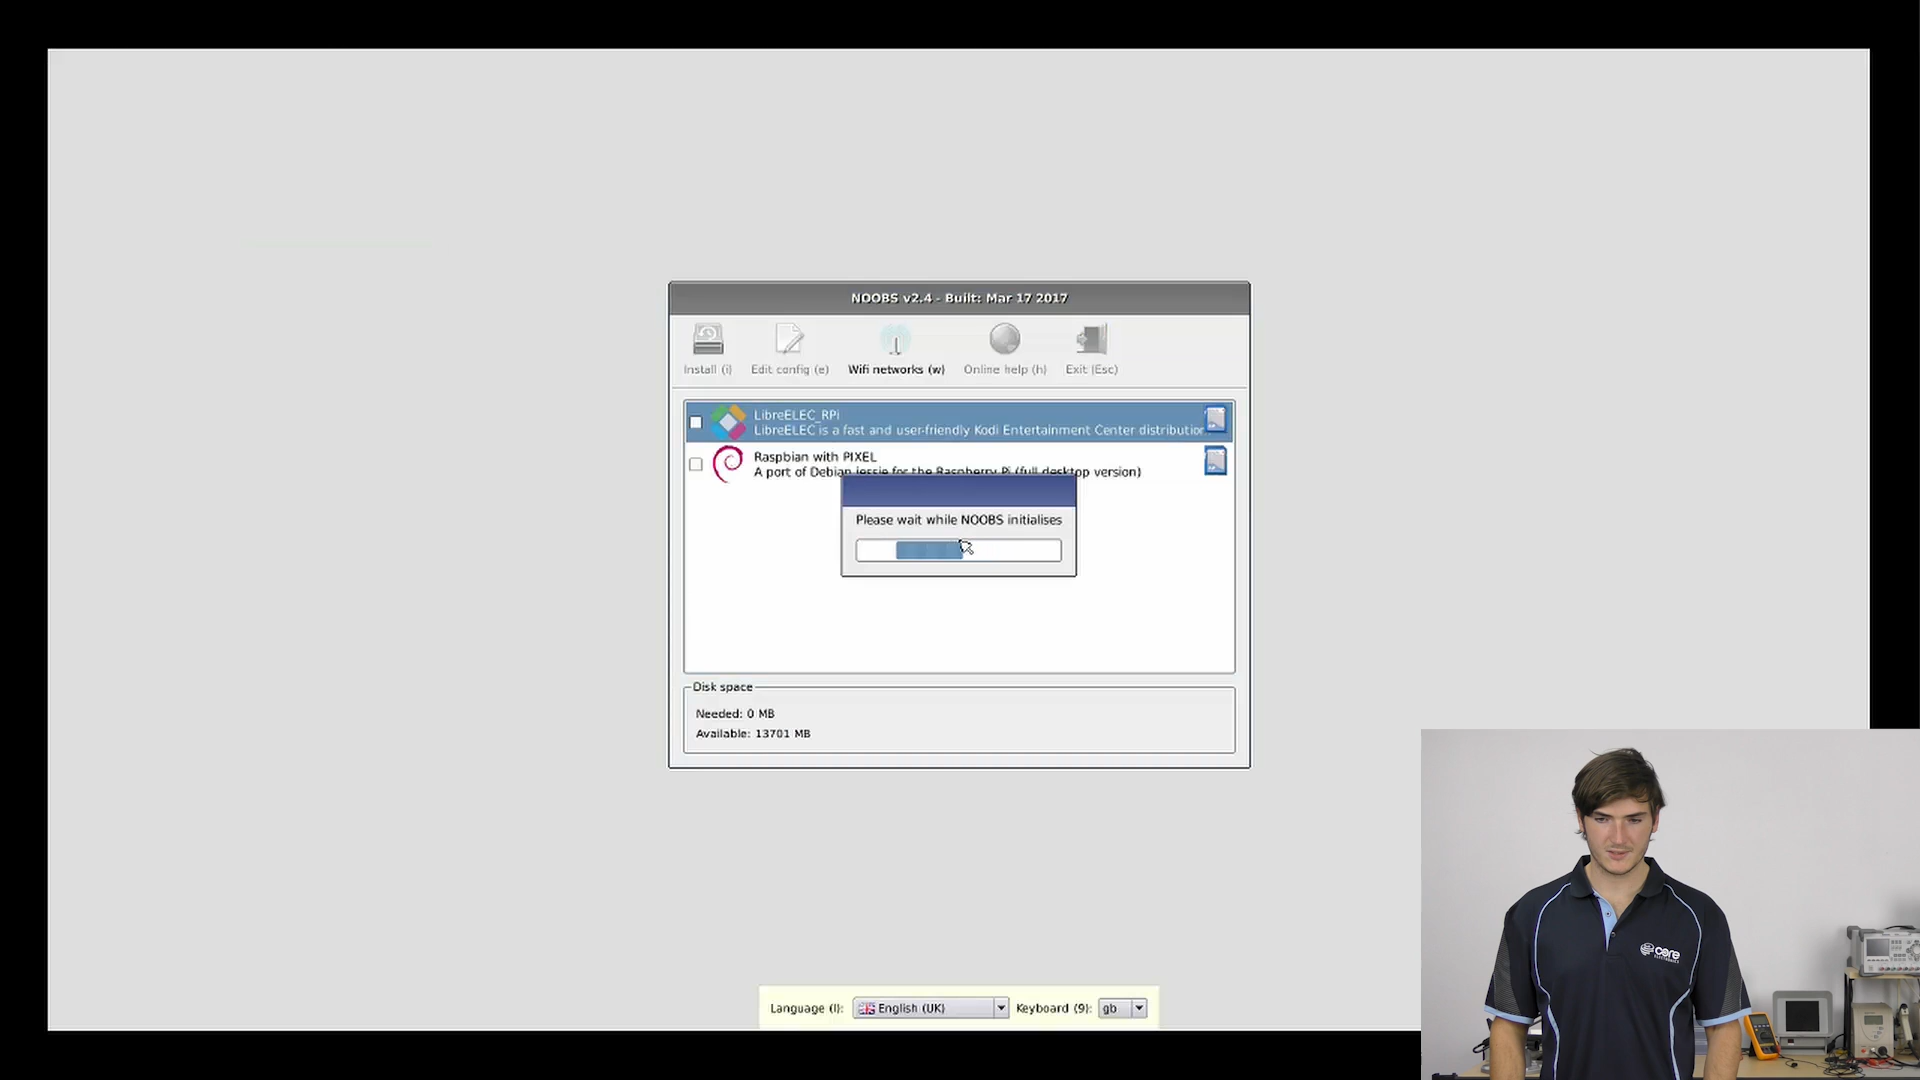 NOOBS v2.4 - Built: Mar 17 2017
Install (i)
Edit config (e)
Wifi networks (w)
Online help (h)
Exit (Esc)
LibreELEC_RPi
LibreELEC is a fast and user-friendly Kodi Entertainment Center distribution
Raspbian with PIXEL
A port of Debian jessie for the Raspberry Pi (full desktop version)
Please wait while NOOBS initialises
Disk space
Needed: 0 MB
Available: 13701 MB
Language (l): English (UK) Keyboard (9): gb
core
ELECTRONICS